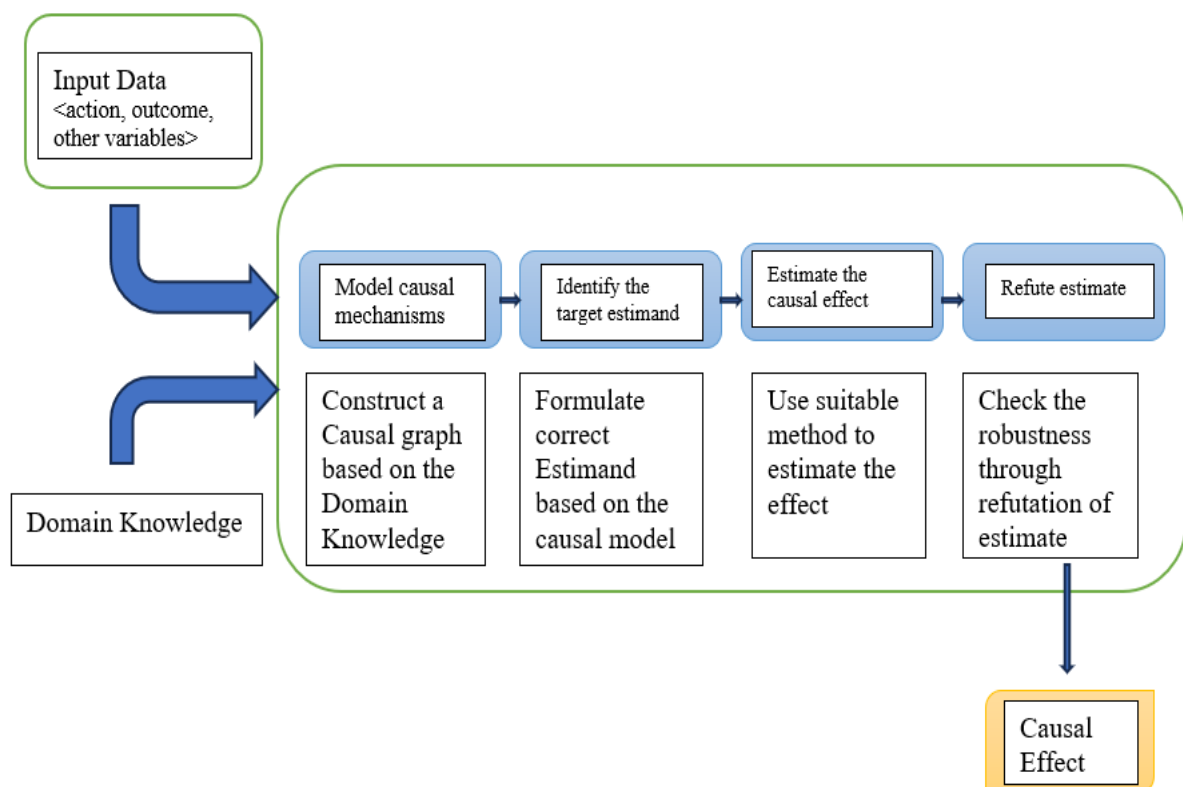 Input Data
<action, outcome,
other variables>
Model causal
mechanisms
Identify the
target estimand
Estimate the
causal effect
Refute estimate
Construct a
Causal graph
based on the
Domain
Knowledge
Formulate
correct
Estimand
based on the
causal model
Use suitable
method to
estimate the
effect
Check the
robustness
through
refutation of
estimate
Domain Knowledge
Causal
Effect